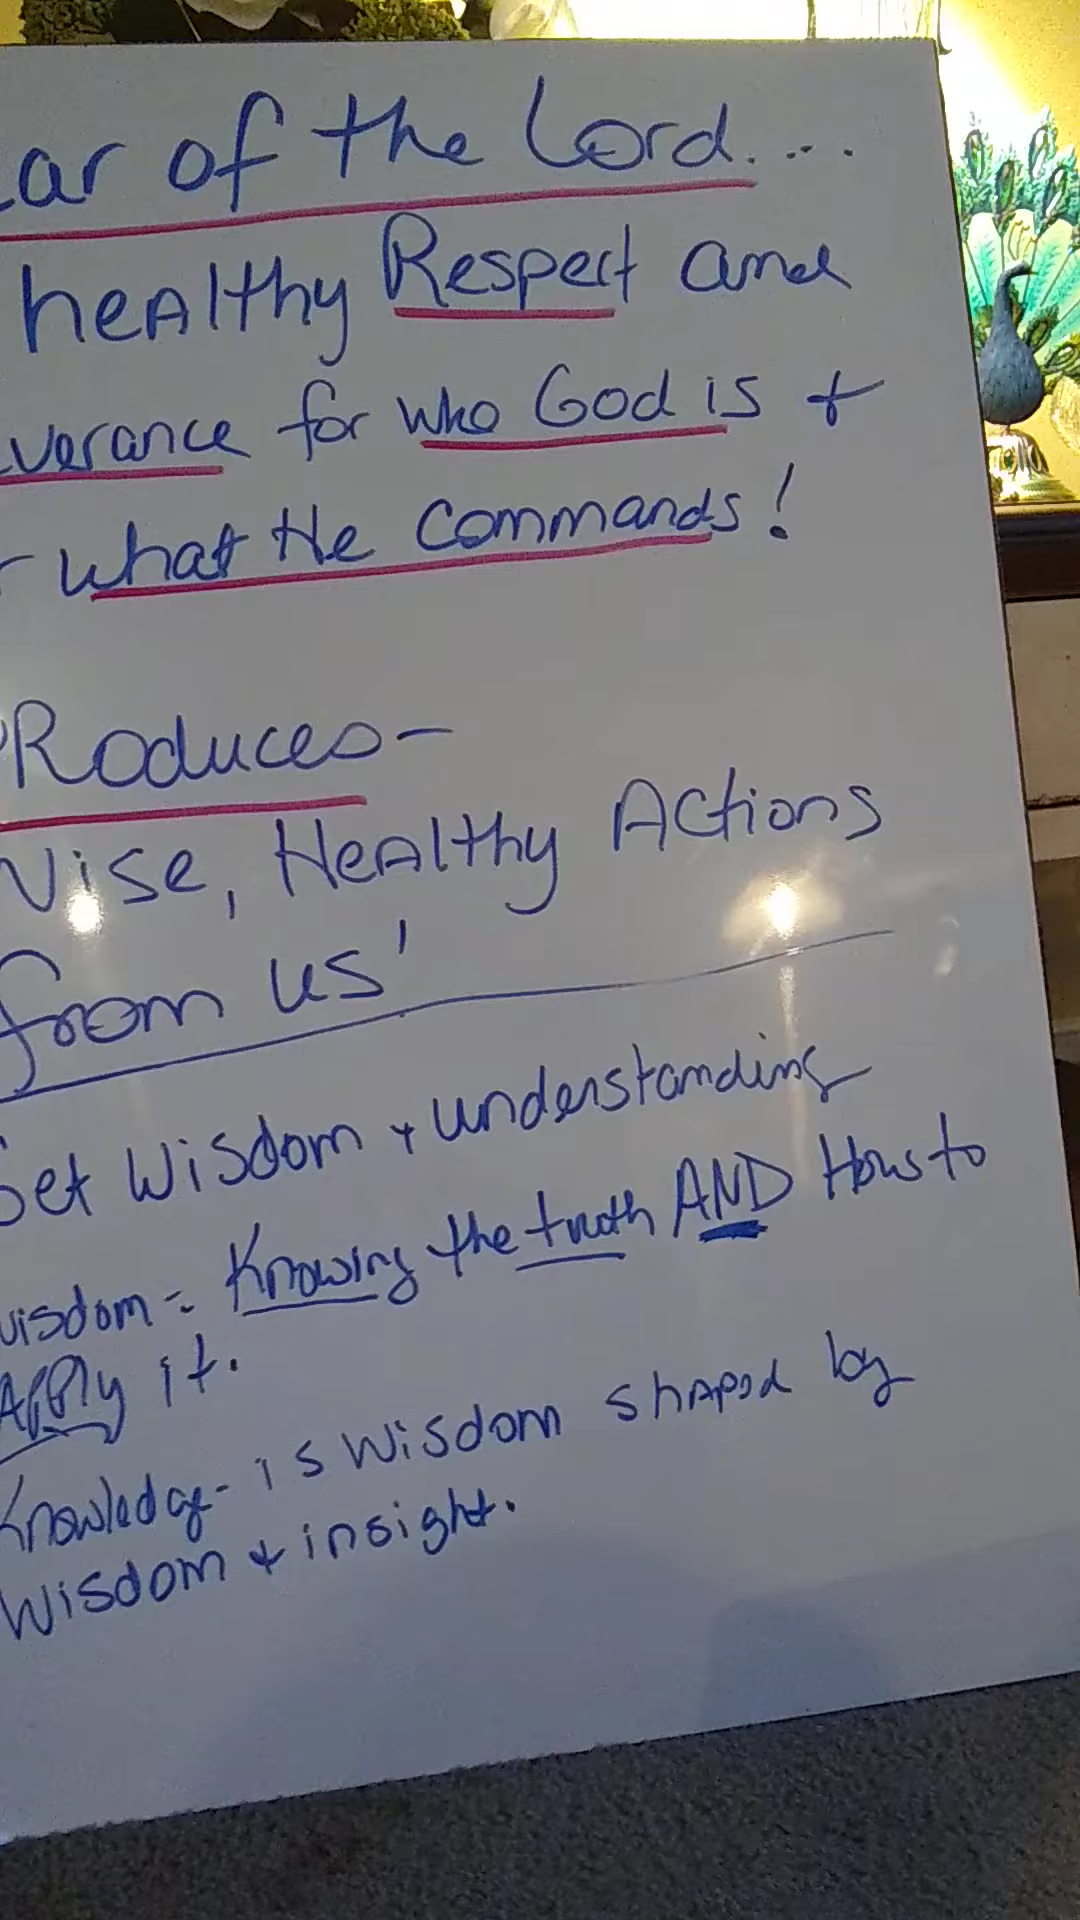 ar of the Lord....
healthy Respect and
verance for who God is +
what He commands!
Produces-
Wise, Healthy Actions
from us'
Get Wisdom + understanding
wisdom = Knowing the truth AND How to
Apply it.
Knowledge - is wisdom shaped by
Wisdom + insight.